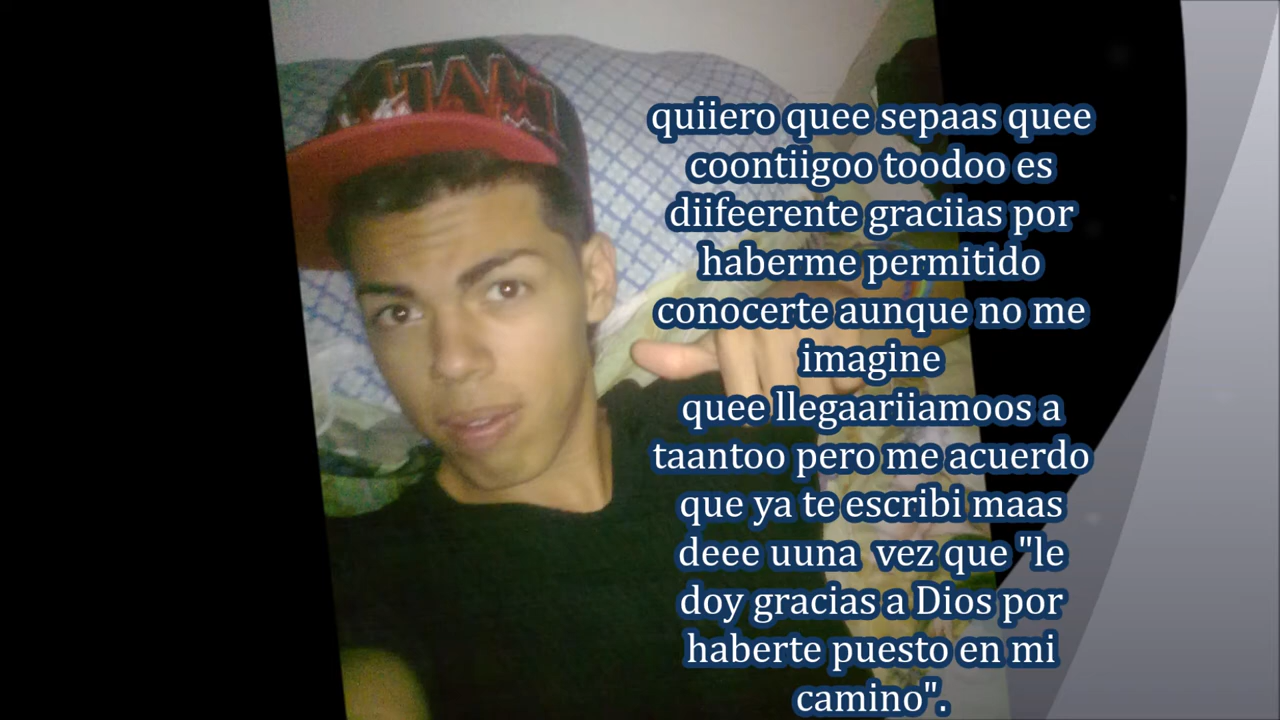 MIAMI
quiiero quee sepaas quee
coontiigoo toodoo es
diifeerente graciias por
haberme permitido
conocerte aunque no me
imagine
quee llegaariiamoos a
taantoo pero me acuerdo
que ya te escribi maas
deee uuna  vez que "le
doy gracias a Dios por
haberte puesto en mi
camino".